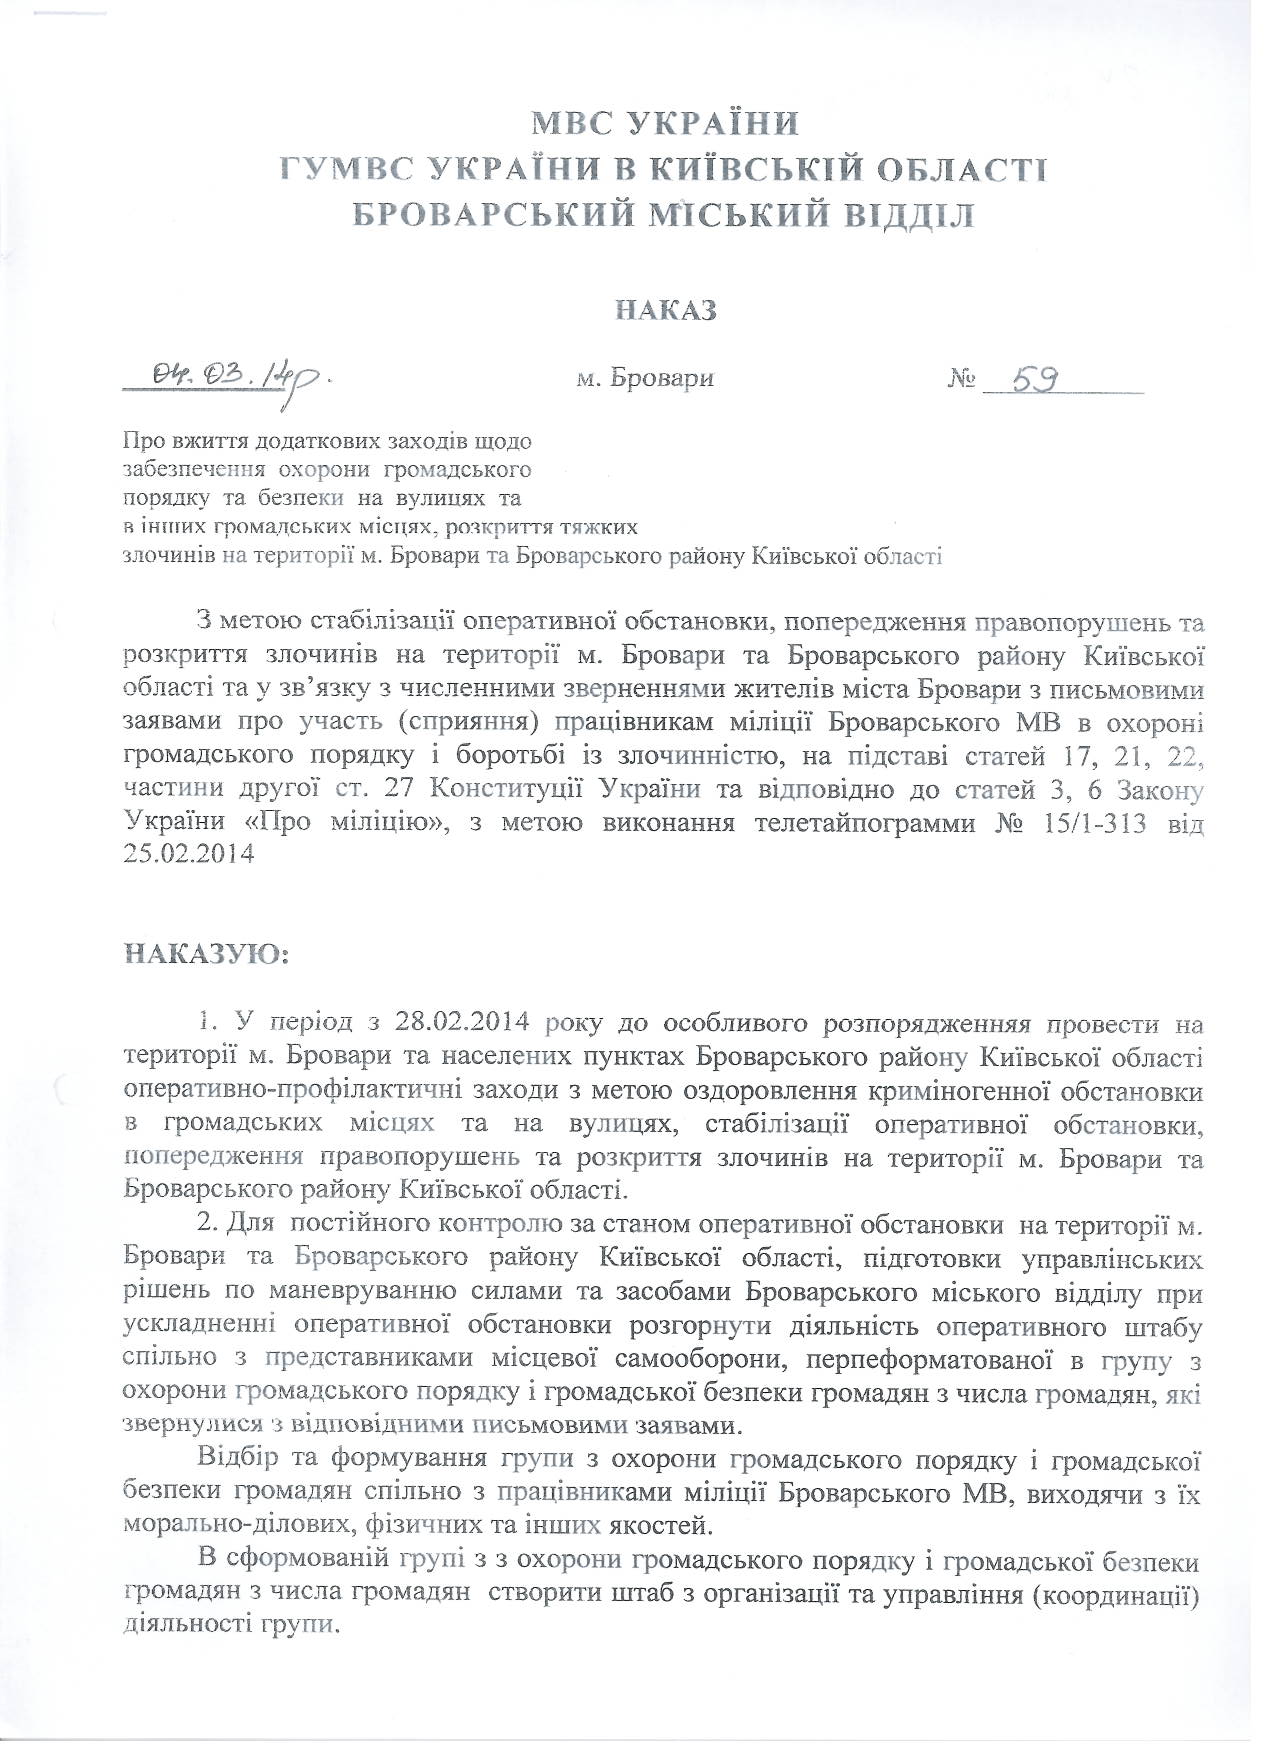 МВС УКРАЇНИ
ГУМВС УКРАЇНИ В КИЇВСЬКІЙ ОБЛАСТІ
БРОВАРСЬКИЙ МІСЬКИЙ ВІДДІЛ
НАКАЗ
04.03.14р. м. Бровари № 59
Про вжиття додаткових заходів щодо
забезпечення охорони громадського
порядку та безпеки на вулицях та
в інших громадських місцях, розкриття тяжких
злочинів на території м. Бровари та Броварського району Київської області
З метою стабілізації оперативної обстановки, попередження правопорушень та
розкриття злочинів на території м. Бровари та Броварського району Київської
області та у зв’язку з численними зверненнями жителів міста Бровари з письмовими
заявами про участь (сприяння) працівникам міліції Броварського МВ в охороні
громадського порядку і боротьбі із злочинністю, на підставі статей 17, 21, 22,
частини другої ст. 27 Конституції України та відповідно до статей 3, 6 Закону
України «Про міліцію», з метою виконання телетайпограмми № 15/1-313 від
25.02.2014
НАКАЗУЮ:
1. У період з 28.02.2014 року до особливого розпорядженняя провести на
території м. Бровари та населених пунктах Броварського району Київської області
оперативно-профілактичні заходи з метою оздоровлення криміногенної обстановки
в громадських місцях та на вулицях, стабілізації оперативної обстановки,
попередження правопорушень та розкриття злочинів на території м. Бровари та
Броварського району Київської області.
2. Для постійного контролю за станом оперативної обстановки на території м.
Бровари та Броварського району Київської області, підготовки управлінських
рішень по маневруванню силами та засобами Броварського міського відділу при
ускладненні оперативної обстановки розгорнути діяльність оперативного штабу
спільно з представниками місцевої самооборони, перпеформатованої в групу з
охорони громадського порядку і громадської безпеки громадян з числа громадян, які
звернулися з відповідними письмовими заявами.
Відбір та формування групи з охорони громадського порядку і громадської
безпеки громадян спільно з працівниками міліції Броварського МВ, виходячи з їх
морально-ділових, фізичних та інших якостей.
В сформованій групі з з охорони громадського порядку і громадської безпеки
громадян з числа громадян створити штаб з організації та управління (координації)
діяльності групи.